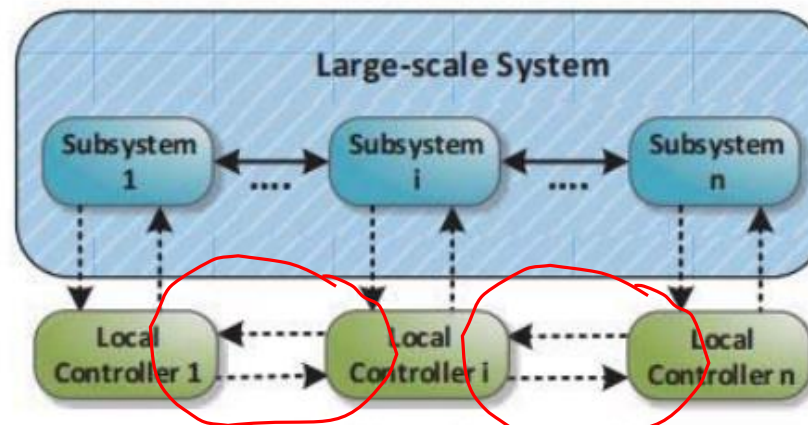 Large-scale System
Subsystem
1
Subsystem
i
Subsystem
n
....
....
Local
Controller 1
Local
Controller i
Local
Controller n